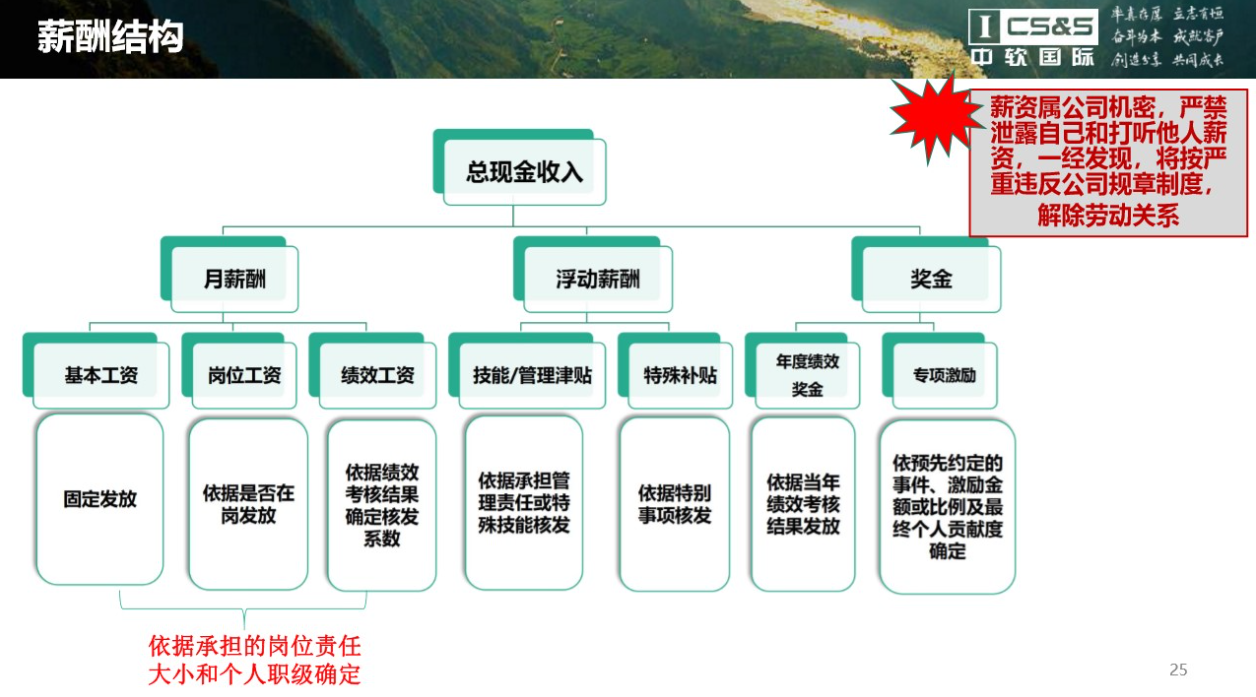 薪酬结构
I CS&S
中软国际
率真存厚 立志有恒
奋斗为本 成就客户
创造分享 共同成长
薪资属公司机密，严禁
泄露自己和打听他人薪
资，一经发现，将按严
重违反公司规章制度，
解除劳动关系
总现金收入
月薪酬
浮动薪酬
奖金
基本工资
岗位工资
绩效工资
技能/管理津贴
特殊补贴
年度绩效
奖金
专项激励
固定发放
依据是否在
岗发放
依据绩效
考核结果
确定核发
系数
依据承担管
理责任或特
殊技能核发
依据特别
事项核发
依据当年
绩效考核
结果发放
依预先约定的
事件、激励金
额或比例及最
终个人贡献度
确定
依据承担的岗位责任
大小和个人职级确定
25